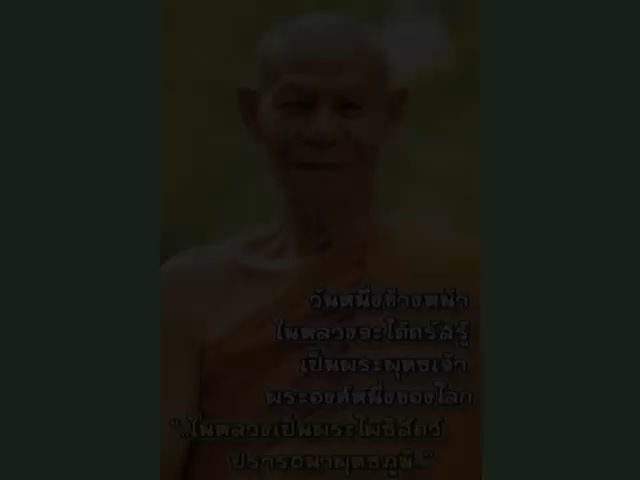 วันหนึ่งข้างหน้า
ในหลวงจะได้ตรัสรู้
เป็นพระพุทธเจ้า
พระองค์หนึ่งของโลก
"..ในหลวงเป็นพระโพธิสัตว์
ปรารถนาพุทธภูมิ.."